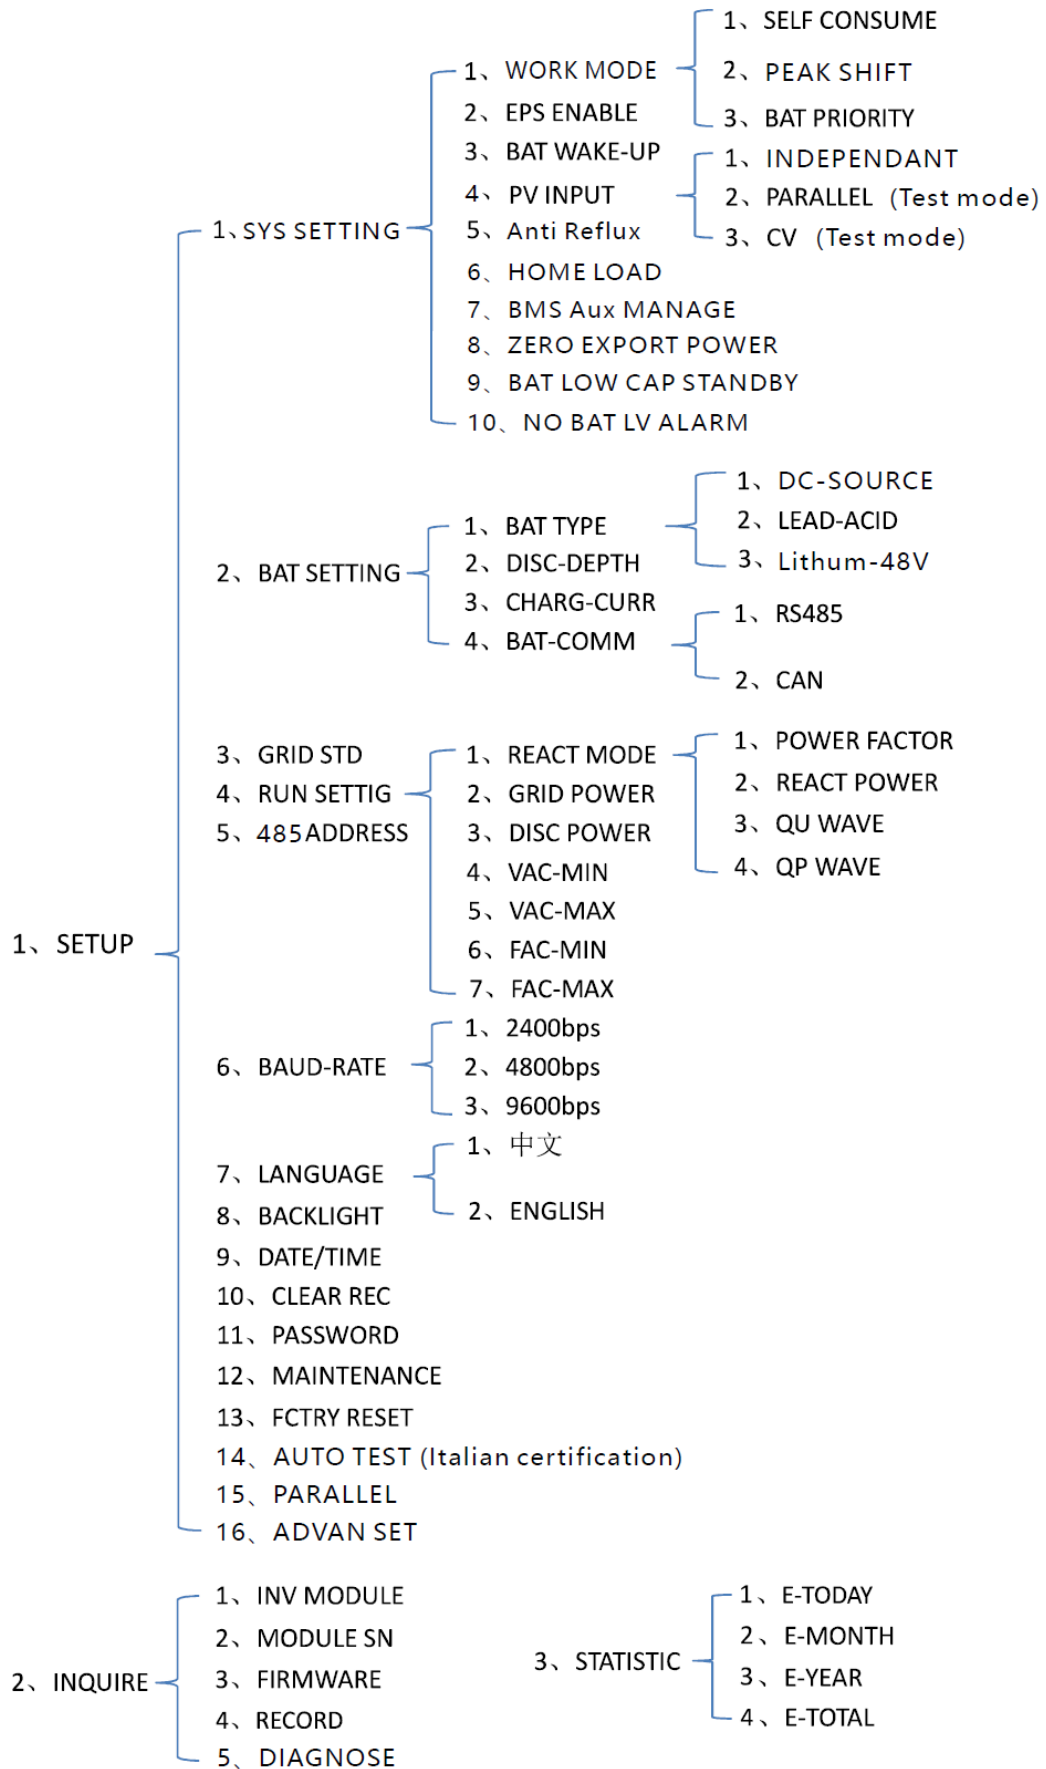 1、SETUP
1、SYS SETTING
1、WORK MODE
1、SELF CONSUME
2、PEAK SHIFT
3、BAT PRIORITY
2、EPS ENABLE
3、BAT WAKE-UP
4、PV INPUT
1、INDEPENDANT
2、PARALLEL (Test mode)
3、CV (Test mode)
5、Anti Reflux
6、HOME LOAD
7、BMS Aux MANAGE
8、ZERO EXPORT POWER
9、BAT LOW CAP STANDBY
10、NO BAT LV ALARM
2、BAT SETTING
1、BAT TYPE
1、DC-SOURCE
2、LEAD-ACID
3、Lithum-48V
2、DISC-DEPTH
3、CHARG-CURR
4、BAT-COMM
1、RS485
2、CAN
3、GRID STD
4、RUN SETTIG
1、REACT MODE
1、POWER FACTOR
2、REACT POWER
3、QU WAVE
4、QP WAVE
2、GRID POWER
3、DISC POWER
4、VAC-MIN
5、VAC-MAX
6、FAC-MIN
7、FAC-MAX
5、485ADDRESS
6、BAUD-RATE
1、2400bps
2、4800bps
3、9600bps
7、LANGUAGE
1、中文
2、ENGLISH
8、BACKLIGHT
9、DATE/TIME
10、CLEAR REC
11、PASSWORD
12、MAINTENANCE
13、FCTRY RESET
14、AUTO TEST (Italian certification)
15、PARALLEL
16、ADVAN SET
2、INQUIRE
1、INV MODULE
2、MODULE SN
3、FIRMWARE
4、RECORD
5、DIAGNOSE
3、STATISTIC
1、E-TODAY
2、E-MONTH
3、E-YEAR
4、E-TOTAL